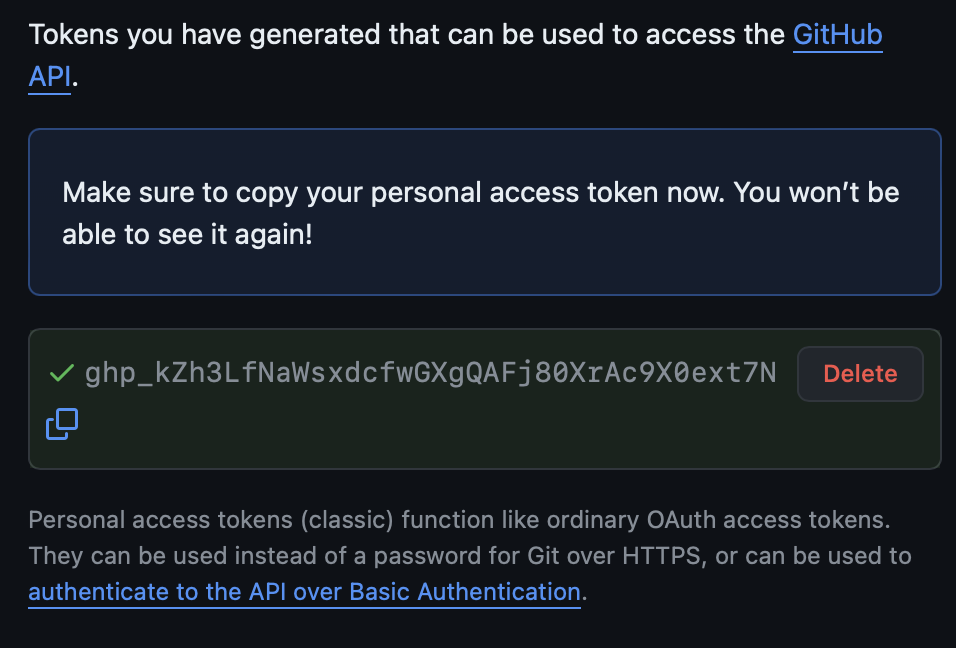 Tokens you have generated that can be used to access the GitHub
API.
Make sure to copy your personal access token now. You won’t be
able to see it again!
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
Delete
Personal access tokens (classic) function like ordinary OAuth access tokens.
They can be used instead of a password for Git over HTTPS, or can be used to
authenticate to the API over Basic Authentication.